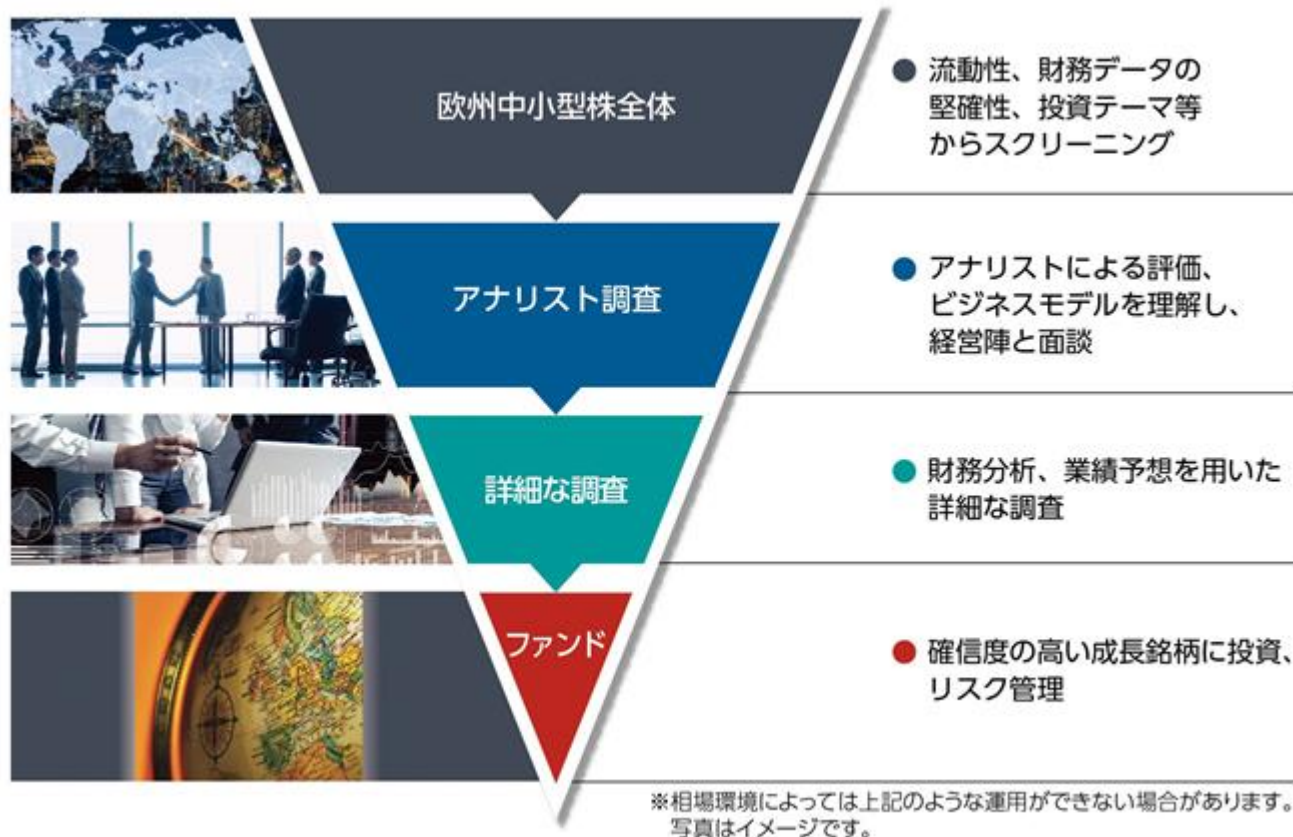 欧州中小型株全体
● 流動性、財務データの
堅確性、投資テーマ等
からスクリーニング
アナリスト調査
● アナリストによる評価、
ビジネスモデルを理解し、
経営陣と面談
詳細な調査
● 財務分析、業績予想を用いた
詳細な調査
ファンド
● 確信度の高い成長銘柄に投資、
リスク管理
※相場環境によっては上記のような運用ができない場合があります。
写真はイメージです。